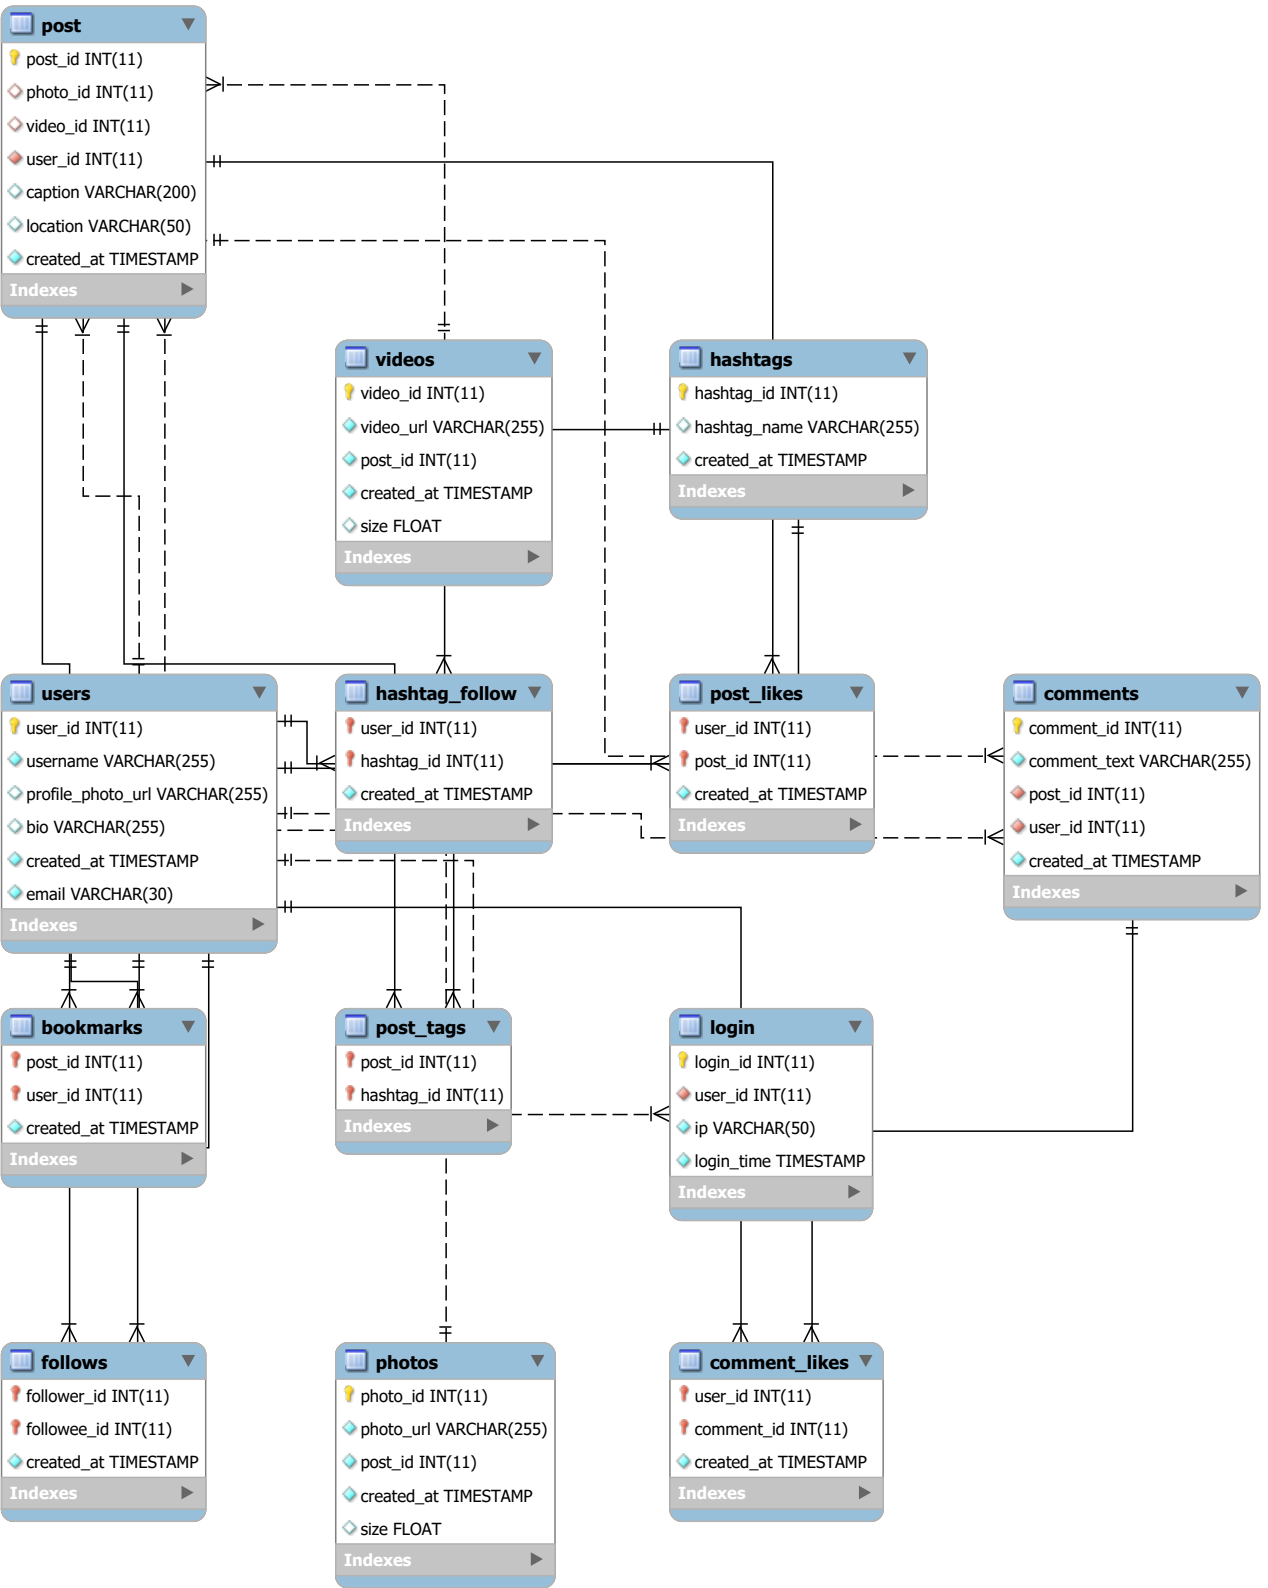 post
post_id INT(11)
photo_id INT(11)
video_id INT(11)
user_id INT(11)
caption VARCHAR(200)
location VARCHAR(50)
created_at TIMESTAMP
Indexes
videos
video_id INT(11)
video_url VARCHAR(255)
post_id INT(11)
created_at TIMESTAMP
size FLOAT
Indexes
hashtags
hashtag_id INT(11)
hashtag_name VARCHAR(255)
created_at TIMESTAMP
Indexes
users
user_id INT(11)
username VARCHAR(255)
profile_photo_url VARCHAR(255)
bio VARCHAR(255)
created_at TIMESTAMP
email VARCHAR(30)
Indexes
hashtag_follow
user_id INT(11)
hashtag_id INT(11)
created_at TIMESTAMP
Indexes
post_likes
user_id INT(11)
post_id INT(11)
created_at TIMESTAMP
Indexes
comments
comment_id INT(11)
comment_text VARCHAR(255)
post_id INT(11)
user_id INT(11)
created_at TIMESTAMP
Indexes
bookmarks
post_id INT(11)
user_id INT(11)
created_at TIMESTAMP
Indexes
post_tags
post_id INT(11)
hashtag_id INT(11)
Indexes
login
login_id INT(11)
user_id INT(11)
ip VARCHAR(50)
login_time TIMESTAMP
Indexes
follows
follower_id INT(11)
followee_id INT(11)
created_at TIMESTAMP
Indexes
photos
photo_id INT(11)
photo_url VARCHAR(255)
post_id INT(11)
created_at TIMESTAMP
size FLOAT
Indexes
comment_likes
user_id INT(11)
comment_id INT(11)
created_at TIMESTAMP
Indexes